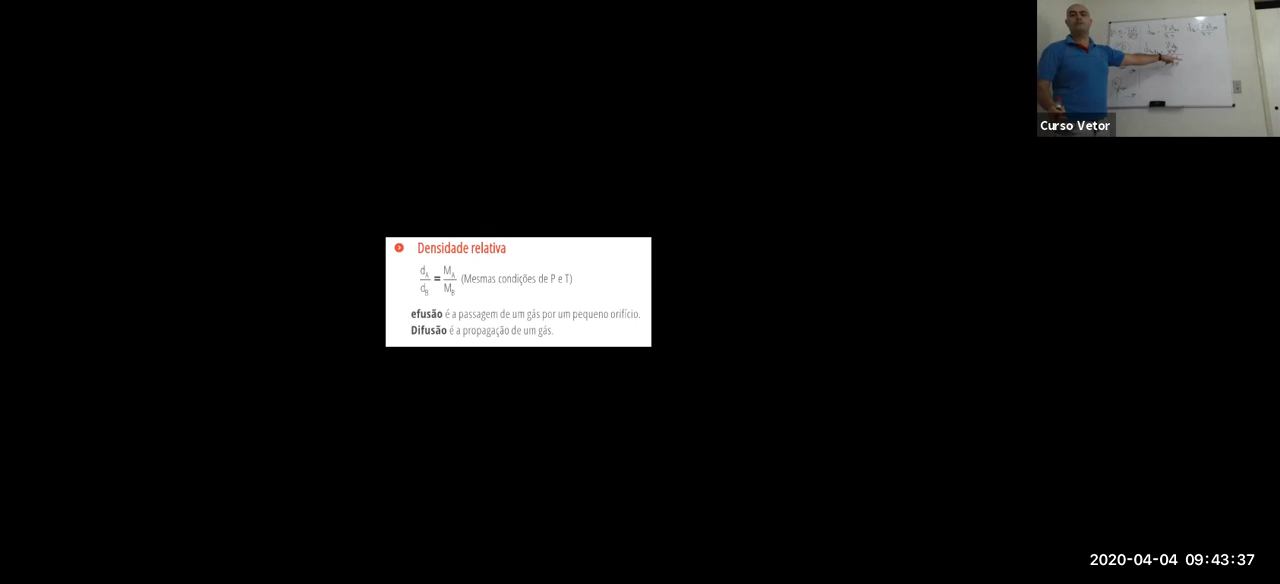 Curso Vetor
Densidade relativa
d_A / d_B = M_A / M_B (Mesmas condições de P e T)
efusão é a passagem de um gás por um pequeno orifício.
Difusão é a propagação de um gás.
2020-04-04 09:43:37